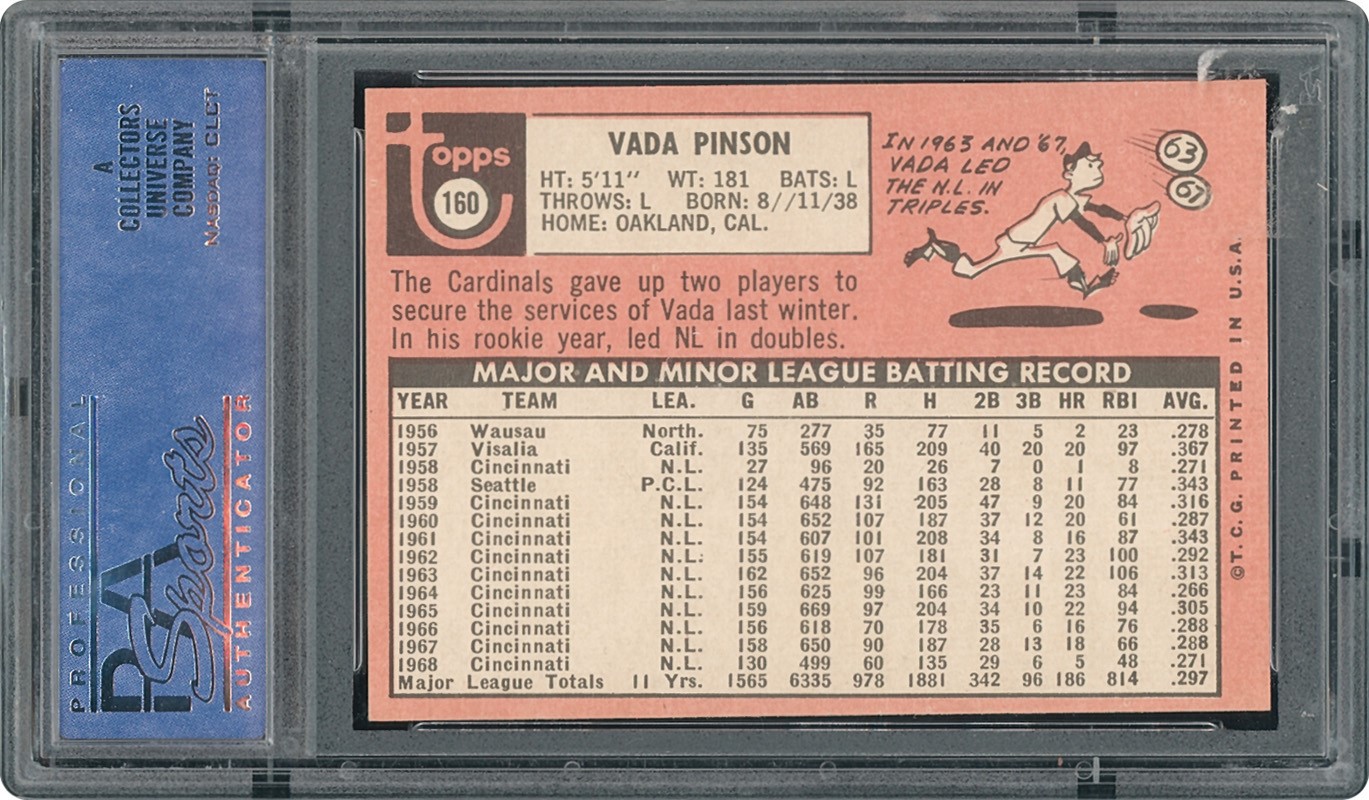 A
COLLECTORS
UNIVERSE
COMPANY
NASDAQ: CLCT
PROFESSIONAL
PSA
Sports
AUTHENTICATOR
topps
160
VADA PINSON
HT: 5'11" WT: 181 BATS: L
THROWS: L BORN: 8//11/38
HOME: OAKLAND, CAL.
IN 1963 AND '67,
VADA LED
THE N.L. IN
TRIPLES.
63
67
The Cardinals gave up two players to
secure the services of Vada last winter.
In his rookie year, led NL in doubles.
MAJOR AND MINOR LEAGUE BATTING RECORD
YEAR TEAM LEA. G AB R H 2B 3B HR RBI AVG.
1956 Wausau North. 75 277 35 77 11 5 2 23 .278
1957 Visalia Calif. 135 569 165 209 40 20 20 97 .367
1958 Cincinnati N.L. 27 96 20 26 7 0 1 8 .271
1958 Seattle P.C.L. 124 475 92 163 28 8 11 77 .343
1959 Cincinnati N.L. 154 648 131 205 47 9 20 84 .316
1960 Cincinnati N.L. 154 652 107 187 37 12 20 61 .287
1961 Cincinnati N.L. 154 607 101 208 34 8 16 87 .343
1962 Cincinnati N.L. 155 619 107 181 31 7 23 100 .292
1963 Cincinnati N.L. 162 652 96 204 37 14 22 106 .313
1964 Cincinnati N.L. 156 625 99 166 23 11 23 84 .266
1965 Cincinnati N.L. 159 669 97 204 34 10 22 94 .305
1966 Cincinnati N.L. 156 618 70 178 35 6 16 76 .288
1967 Cincinnati N.L. 158 650 90 187 28 13 18 66 .288
1968 Cincinnati N.L. 130 499 60 135 29 6 5 48 .271
Major League Totals 11 Yrs. 1565 6335 978 1881 342 96 186 814 .297
©T.C.G. PRINTED IN U.S.A.